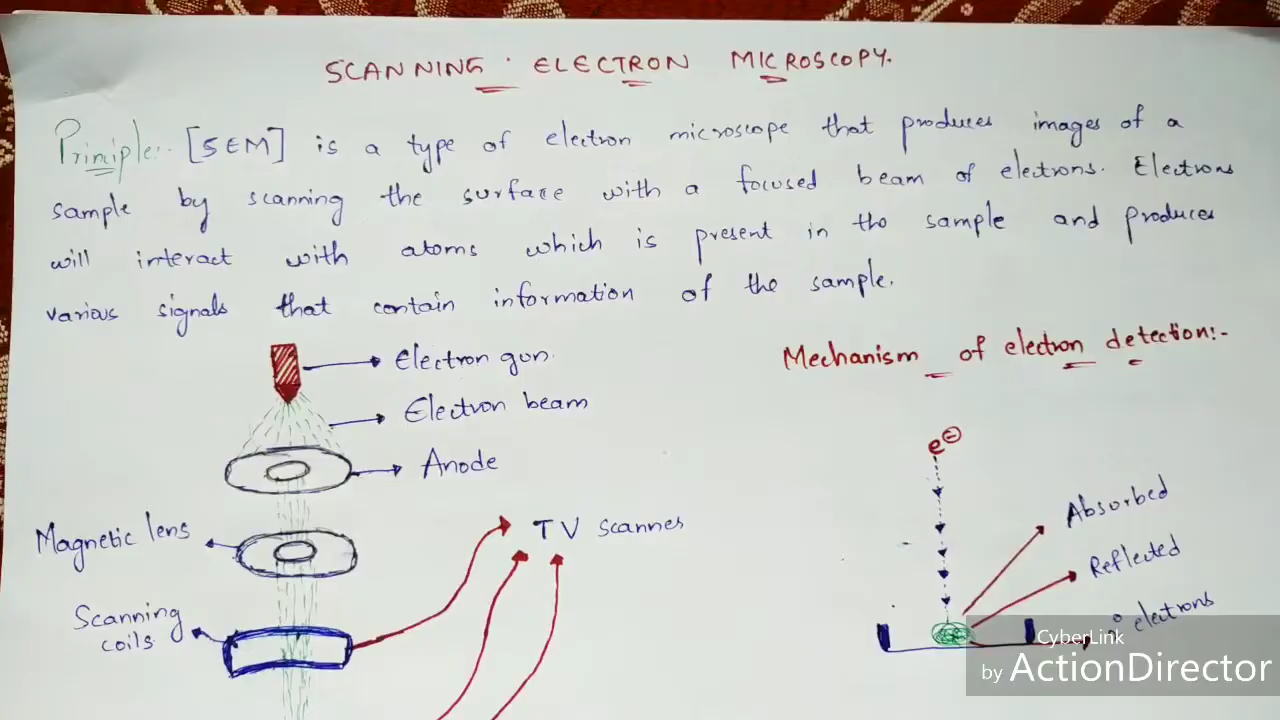 SCANNING ELECTRON MICROSCOPY.
Priniple:- [SEM] is a type of electron microscope that produces images of a
sample by scanning the surface with a focused beam of electrons. Electrons
will interact with atoms which is present in the sample and produces
various signals that contain information of the sample.
Electron gun
Electron beam
Anode
Magnetic lens
TV scannes
Scanning
coils
Mechanism of electron detection:-
e⊖
Absorbed
Reflected
electrons
CyberLink
by ActionDirector